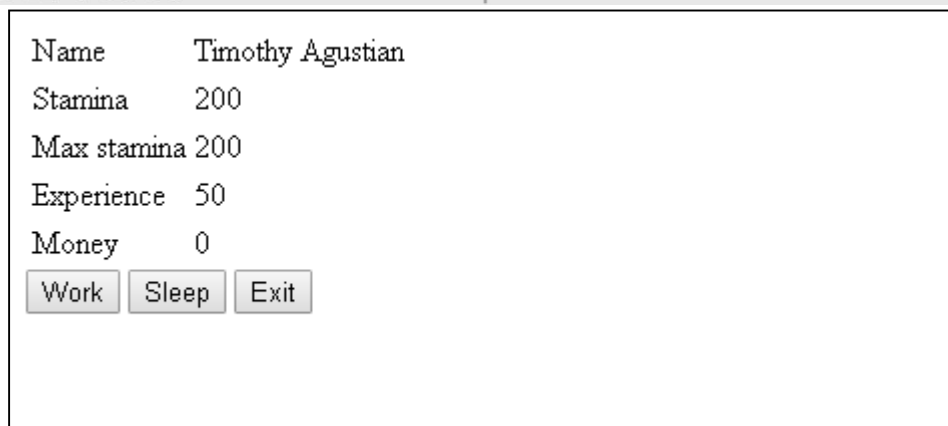 Name Timothy Agustian
Stamina 200
Max stamina 200
Experience 50
Money 0
Work Sleep Exit